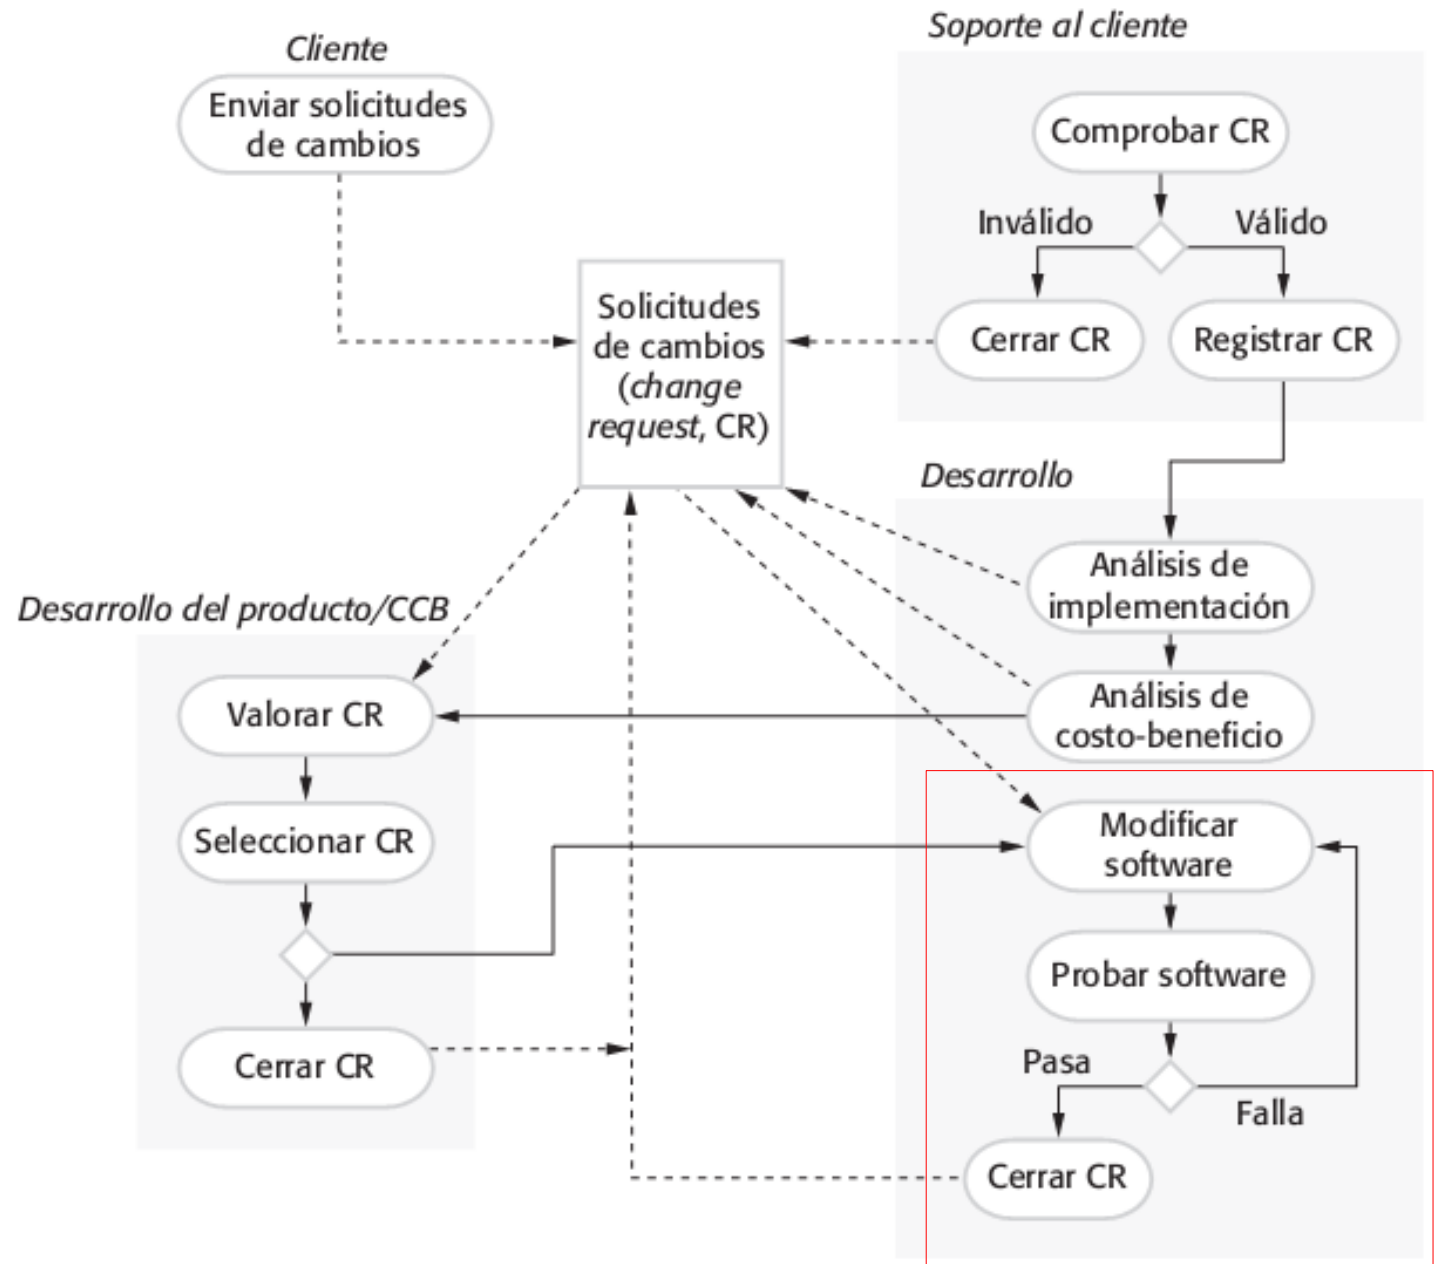 Cliente
Enviar solicitudes
de cambios
Soporte al cliente
Comprobar CR
Inválido
Válido
Cerrar CR
Registrar CR
Solicitudes
de cambios
(change
request, CR)
Desarrollo
Análisis de
implementación
Análisis de
costo-beneficio
Desarrollo del producto/CCB
Valorar CR
Seleccionar CR
Cerrar CR
Modificar
software
Probar software
Pasa
Falla
Cerrar CR